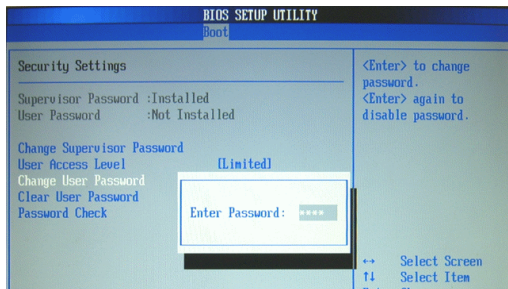 BIOS SETUP UTILITY
Boot
Security Settings
Supervisor Password :Installed
User Password :Not Installed
Change Supervisor Password
User Access Level [Limited]
Change User Password
Clear User Password
Password Check
Enter Password: ****
<Enter> to change
password.
<Enter> again to
disable password.
↔ Select Screen
↑↓ Select Item